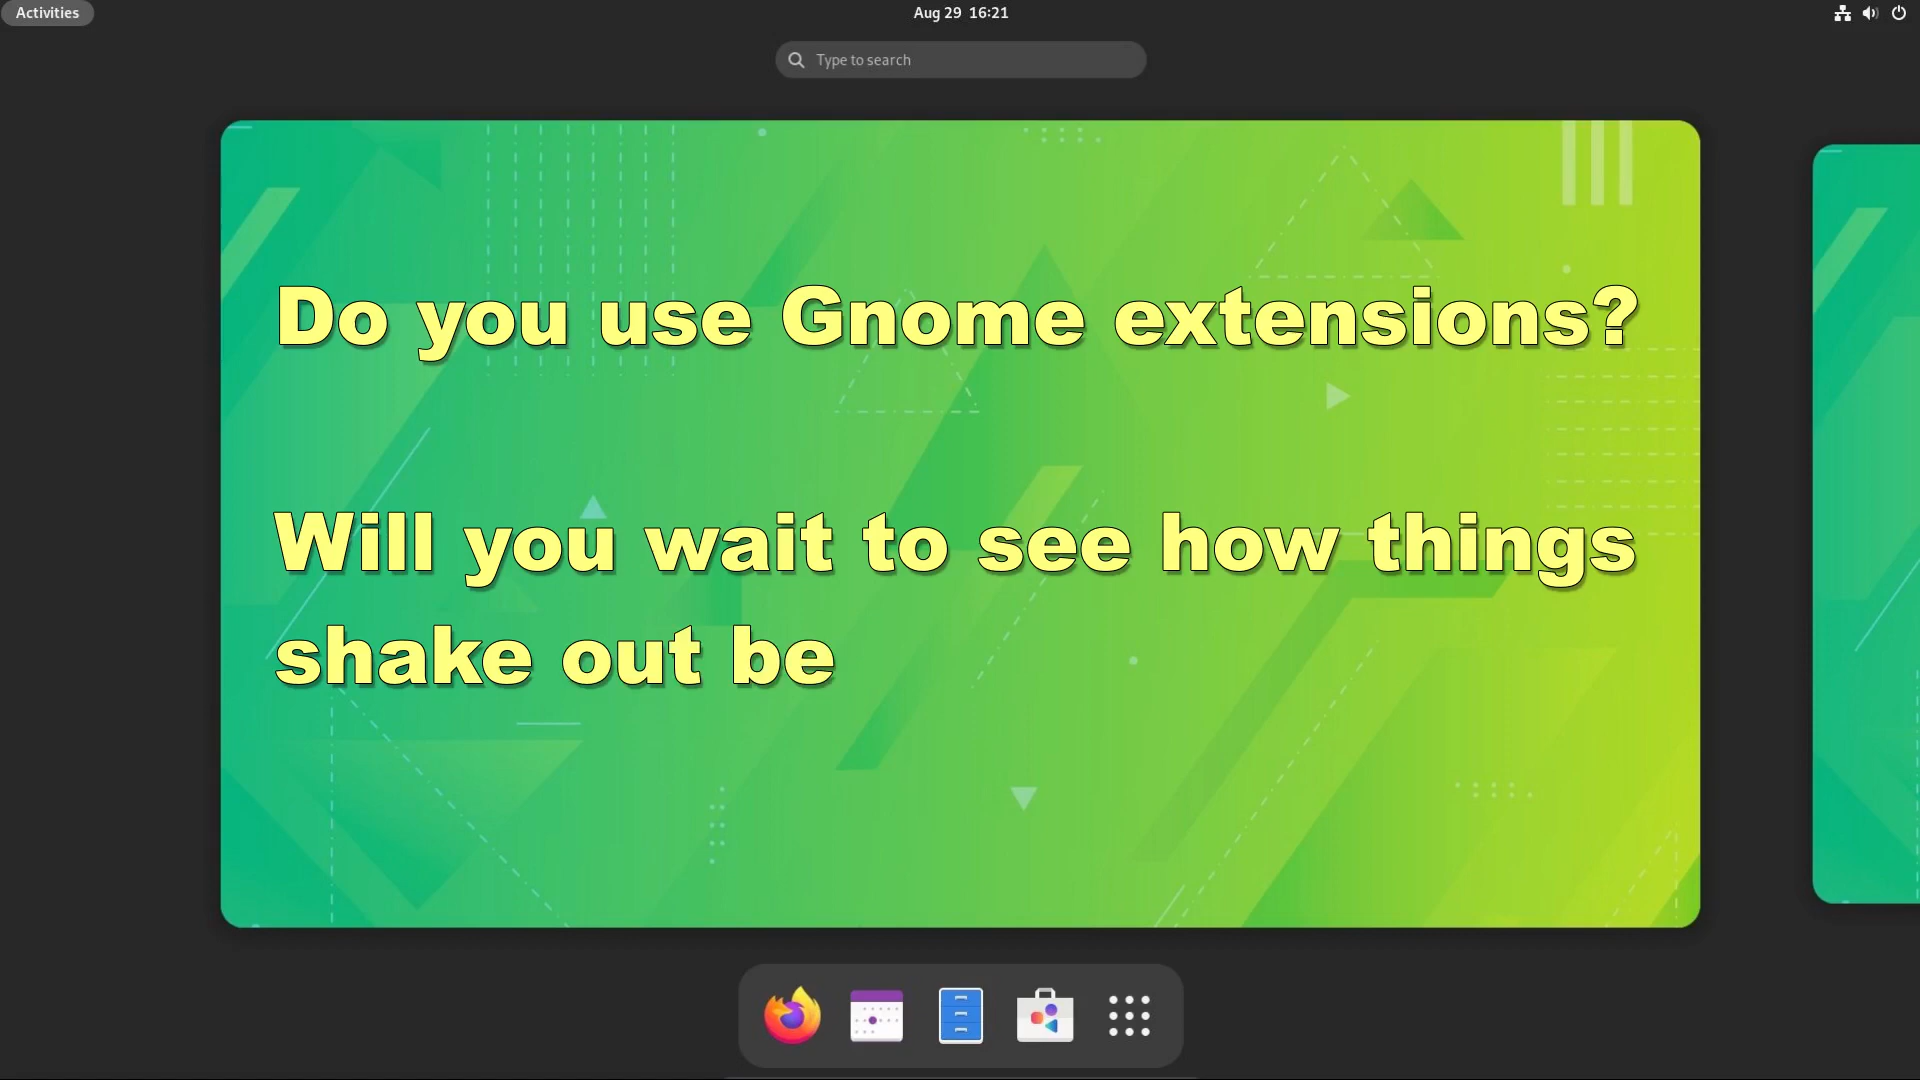 Activities
Aug 29 16:21
Type to search
Do you use Gnome extensions?
Will you wait to see how things
shake out be